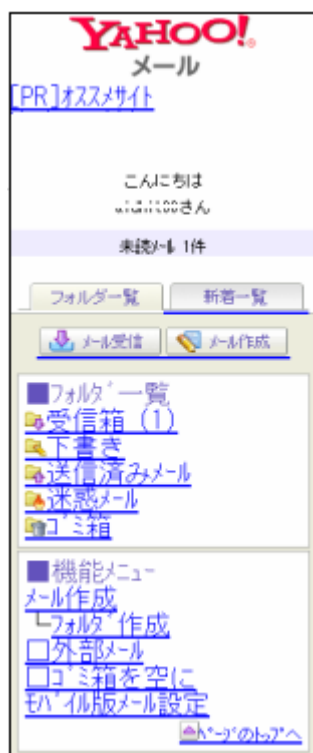 YAHOO!
メール
[PR]ｵｽｽﾒｻｲﾄ
こんにちは
さん
未読ﾒｰﾙ 1件
フォルダ一覧 新着一覧
ﾒｰﾙ受信 ﾒｰﾙ作成
■ﾌｫﾙﾀﾞ一覧
受信箱 (1)
下書き
送信済みﾒｰﾙ
迷惑ﾒｰﾙ
ｺﾞﾐ箱
■機能ﾒﾆｭｰ
ﾒｰﾙ作成
└ﾌｫﾙﾀﾞ作成
□外部ﾒｰﾙ
□ｺﾞﾐ箱を空に
ﾓﾊﾞｲﾙ版ﾒｰﾙ設定
ﾍﾟｰｼﾞのﾄｯﾌﾟへ